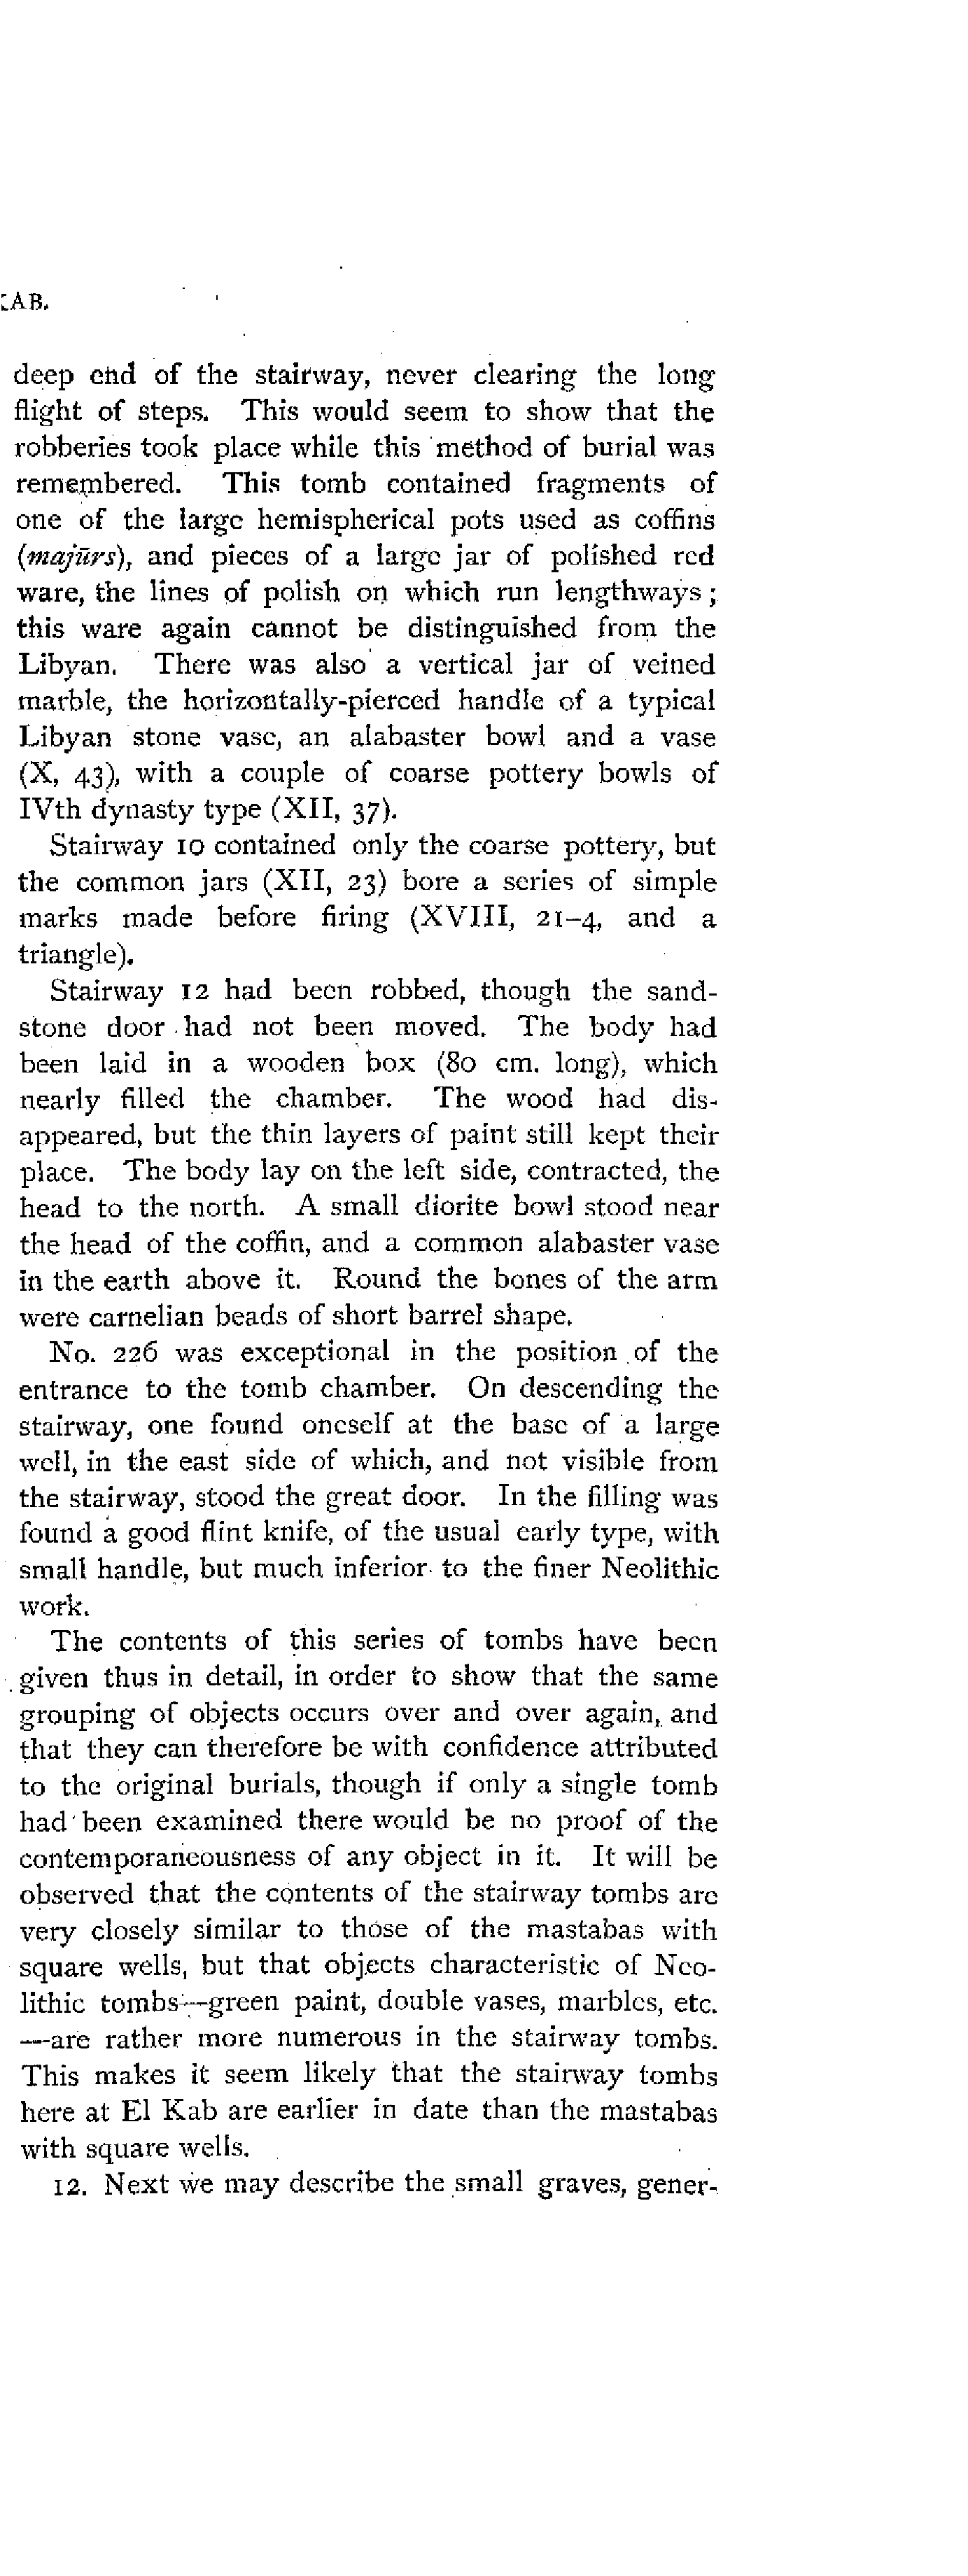 AB.
deep end of the stairway, never clearing the long
flight of steps. This would seem to show that the
robberies took place while this method of burial was
remembered. This tomb contained fragments of
one of the large hemispherical pots used as coffins
(majūrs), and pieces of a large jar of polished red
ware, the lines of polish on which run lengthways;
this ware again cannot be distinguished from the
Libyan. There was also a vertical jar of veined
marble, the horizontally-pierced handle of a typical
Libyan stone vase, an alabaster bowl and a vase
(X, 43), with a couple of coarse pottery bowls of
IVth dynasty type (XII, 37).
Stairway 10 contained only the coarse pottery, but
the common jars (XII, 23) bore a series of simple
marks made before firing (XVIII, 21–4, and a
triangle).
Stairway 12 had been robbed, though the sand-
stone door had not been moved. The body had
been laid in a wooden box (80 cm. long), which
nearly filled the chamber. The wood had dis-
appeared, but the thin layers of paint still kept their
place. The body lay on the left side, contracted, the
head to the north. A small diorite bowl stood near
the head of the coffin, and a common alabaster vase
in the earth above it. Round the bones of the arm
were carnelian beads of short barrel shape.
No. 226 was exceptional in the position of the
entrance to the tomb chamber. On descending the
stairway, one found oneself at the base of a large
well, in the east side of which, and not visible from
the stairway, stood the great door. In the filling was
found a good flint knife, of the usual early type, with
small handle, but much inferior to the finer Neolithic
work.
The contents of this series of tombs have been
given thus in detail, in order to show that the same
grouping of objects occurs over and over again, and
that they can therefore be with confidence attributed
to the original burials, though if only a single tomb
had been examined there would be no proof of the
contemporaneousness of any object in it. It will be
observed that the contents of the stairway tombs are
very closely similar to those of the mastabas with
square wells, but that objects characteristic of Neo-
lithic tombs—green paint, double vases, marbles, etc.
—are rather more numerous in the stairway tombs.
This makes it seem likely that the stairway tombs
here at El Kab are earlier in date than the mastabas
with square wells.
12. Next we may describe the small graves, gener-